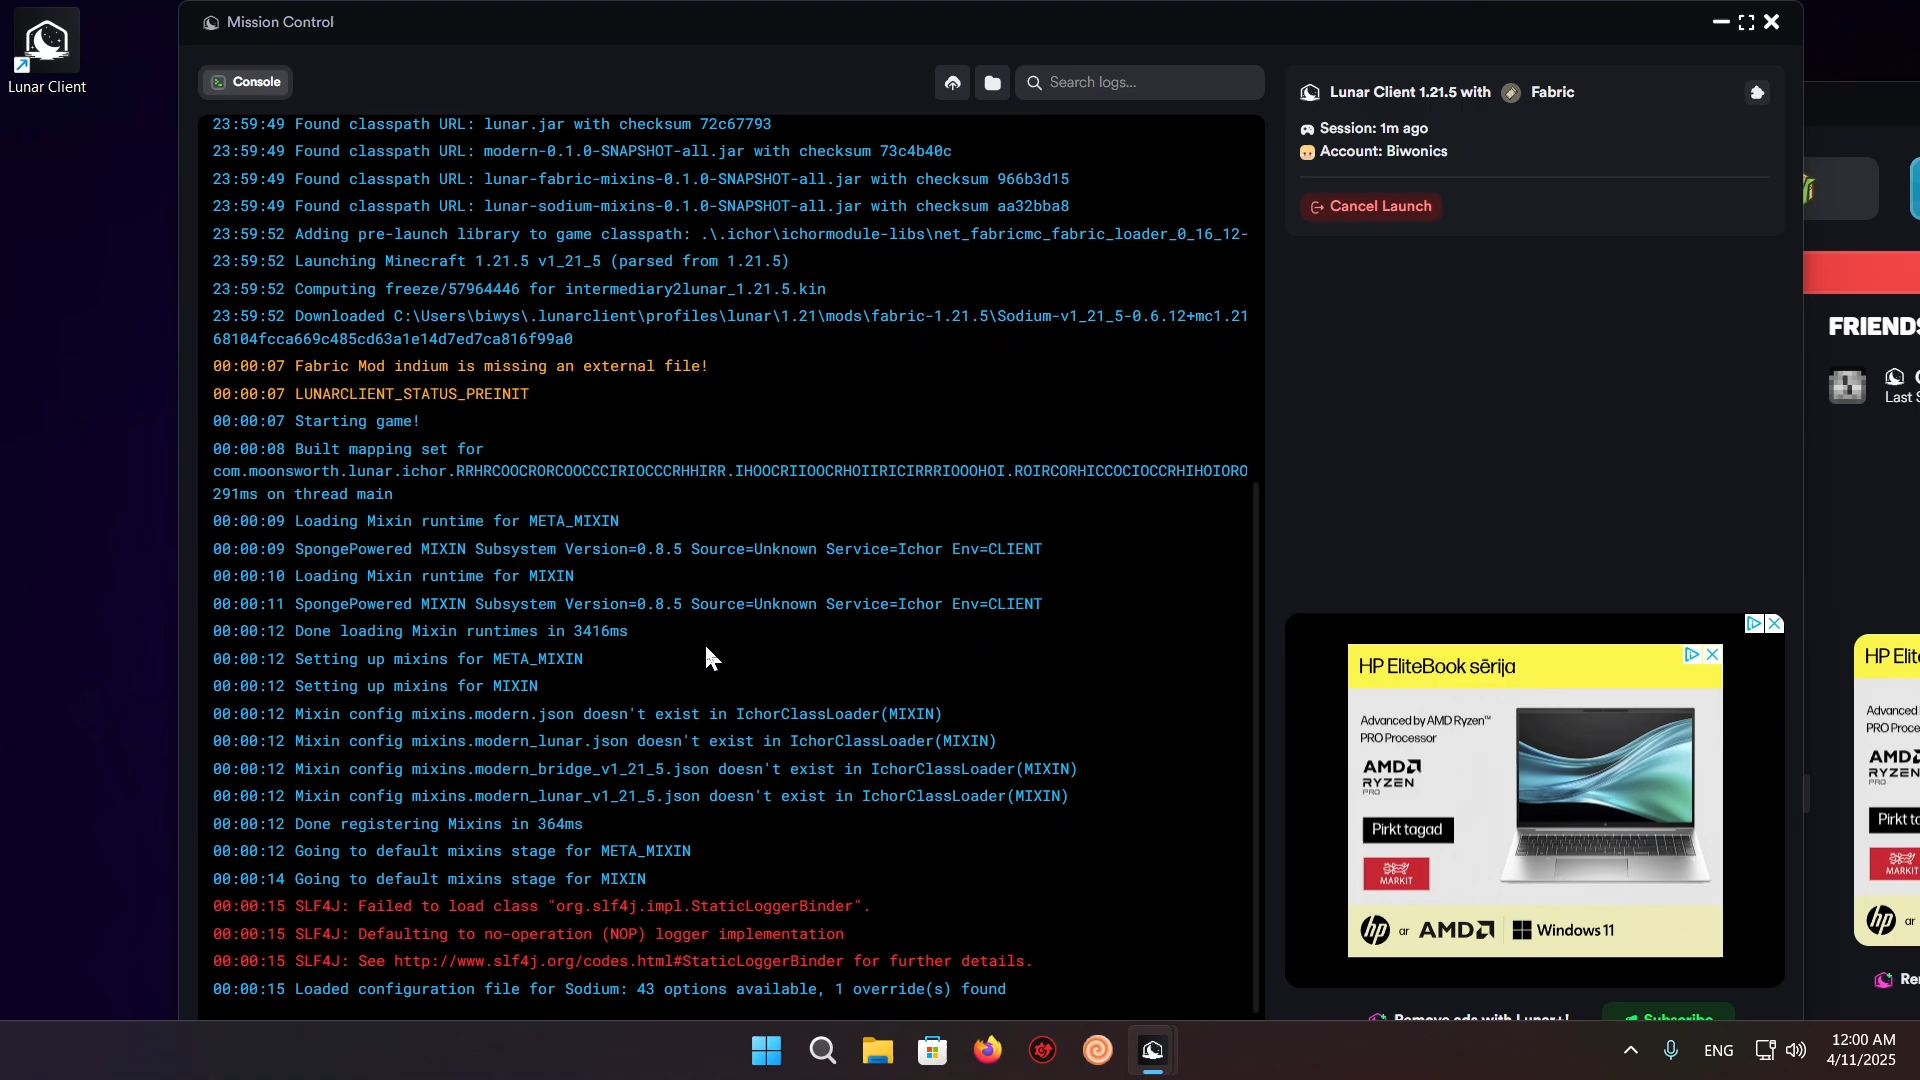 Lunar Client
Mission Control
Console
Search logs...
23:59:49 Found classpath URL: lunar.jar with checksum 72c67793
23:59:49 Found classpath URL: modern-0.1.0-SNAPSHOT-all.jar with checksum 73c4b40c
23:59:49 Found classpath URL: lunar-fabric-mixins-0.1.0-SNAPSHOT-all.jar with checksum 966b3d15
23:59:49 Found classpath URL: lunar-sodium-mixins-0.1.0-SNAPSHOT-all.jar with checksum aa32bba8
23:59:52 Adding pre-launch library to game classpath: .\.ichor\ichormodule-libs\net_fabricmc_fabric_loader_0_16_12-
23:59:52 Launching Minecraft 1.21.5 v1_21_5 (parsed from 1.21.5)
23:59:52 Computing freeze/57964446 for intermediary2lunar_1.21.5.kin
23:59:52 Downloaded C:\Users\biwys\.lunarclient\profiles\lunar\1.21\mods\fabric-1.21.5\Sodium-v1_21_5-0.6.12+mc1.21
68104fcca669c485cd63a1e14d7ed7ca816f99a0
00:00:07 Fabric Mod indium is missing an external file!
00:00:07 LUNARCLIENT_STATUS_PREINIT
00:00:07 Starting game!
00:00:08 Built mapping set for
com.moonsworth.lunar.ichor.RRHRCOOCRORCOOCCCIRIOCCCRHHIRR.IHOOCRIIOOCRHOIIRICIRRRIOOOHOI.ROIRCORHICCOCIOCCRHIHOIORO
291ms on thread main
00:00:09 Loading Mixin runtime for META_MIXIN
00:00:09 SpongePowered MIXIN Subsystem Version=0.8.5 Source=Unknown Service=Ichor Env=CLIENT
00:00:10 Loading Mixin runtime for MIXIN
00:00:11 SpongePowered MIXIN Subsystem Version=0.8.5 Source=Unknown Service=Ichor Env=CLIENT
00:00:12 Done loading Mixin runtimes in 3416ms
00:00:12 Setting up mixins for META_MIXIN
00:00:12 Setting up mixins for MIXIN
00:00:12 Mixin config mixins.modern.json doesn't exist in IchorClassLoader(MIXIN)
00:00:12 Mixin config mixins.modern_lunar.json doesn't exist in IchorClassLoader(MIXIN)
00:00:12 Mixin config mixins.modern_bridge_v1_21_5.json doesn't exist in IchorClassLoader(MIXIN)
00:00:12 Mixin config mixins.modern_lunar_v1_21_5.json doesn't exist in IchorClassLoader(MIXIN)
00:00:12 Done registering Mixins in 364ms
00:00:12 Going to default mixins stage for META_MIXIN
00:00:14 Going to default mixins stage for MIXIN
00:00:15 SLF4J: Failed to load class "org.slf4j.impl.StaticLoggerBinder".
00:00:15 SLF4J: Defaulting to no-operation (NOP) logger implementation
00:00:15 SLF4J: See http://www.slf4j.org/codes.html#StaticLoggerBinder for further details.
00:00:15 Loaded configuration file for Sodium: 43 options available, 1 override(s) found
Lunar Client 1.21.5 with Fabric
Session: 1m ago
Account: Biwonics
Cancel Launch
HP EliteBook sērija
Advanced by AMD Ryzen™
PRO Processor
AMD
RYZEN
PRO
Pirkt tagad
MARKIT
hp ar AMD Windows 11
Remove ads with Lunar+!
Subscribe
FRIENDS
Last S
HP Elit
Advanced
PRO Proce
AMD
RYZEN
PRO
Pirkt ta
MARKIT
hp ar
Re
ENG
12:00 AM
4/11/2025